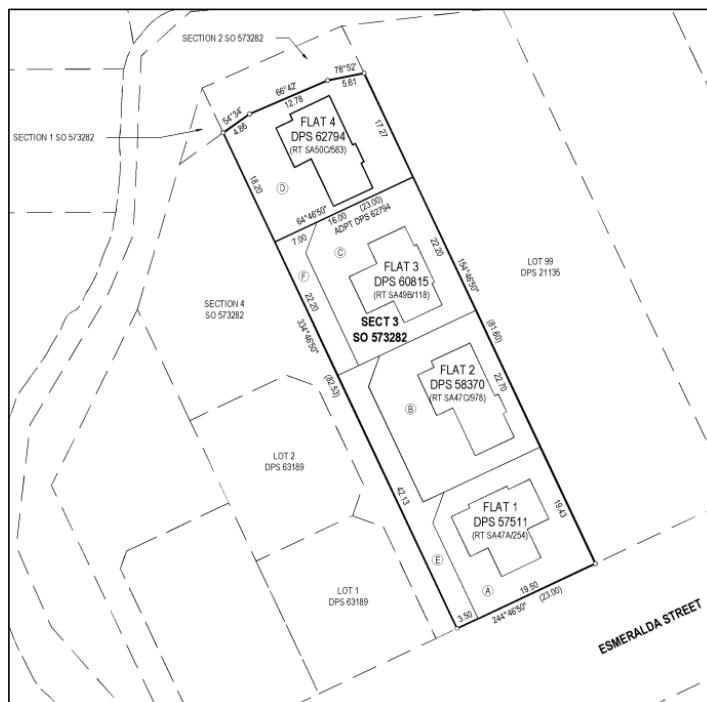 SECTION 2 SO 573282
78°52'
5.61
66°42'
12.78
54°34'
4.86
SECTION 1 SO 573282
FLAT 4
DPS 62794
(RT SA50C/583)
17.27
18.20
D
64°46'50"
(23.00)
16.00
ADPT DPS 62794
7.00
C
F
22.20
22.20
154°46'50"
LOT 99
DPS 21135
FLAT 3
DPS 60815
(RT SA49B/118)
SECTION 4
SO 573282
SECT 3
SO 573282
334°46'50"
(81.60)
(82.53)
FLAT 2
DPS 58370
(RT SA47C/978)
22.70
B
LOT 2
DPS 63189
42.13
FLAT 1
DPS 57511
(RT SA47A/254)
19.43
E
A
LOT 1
DPS 63189
19.50
3.50
244°46'50"
(23.00)
ESMERALDA STREET